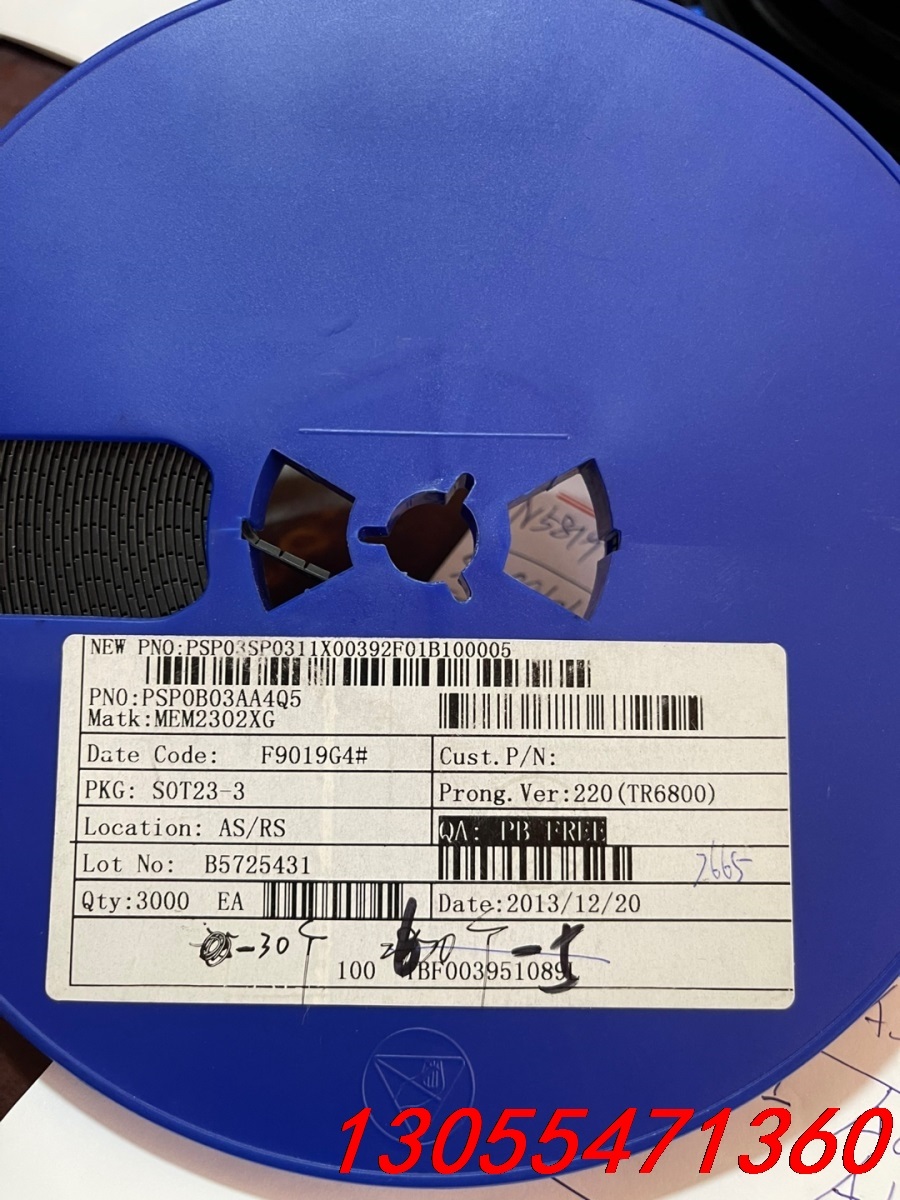 N5819
NEW PNO:PSP03SP0311X00392F01B100005
PNO:PSP0B03AA4Q5
Matk:MEM2302XG
Date Code: F9019G4#
Cust.P/N:
PKG: SOT23-3
Prong.Ver:220(TR6800)
Location: AS/RS
QA: PB FREE
Lot No: B5725431
2665
Qty:3000 EA
Date:2013/12/20
-30
100
BF003951089
13055471360